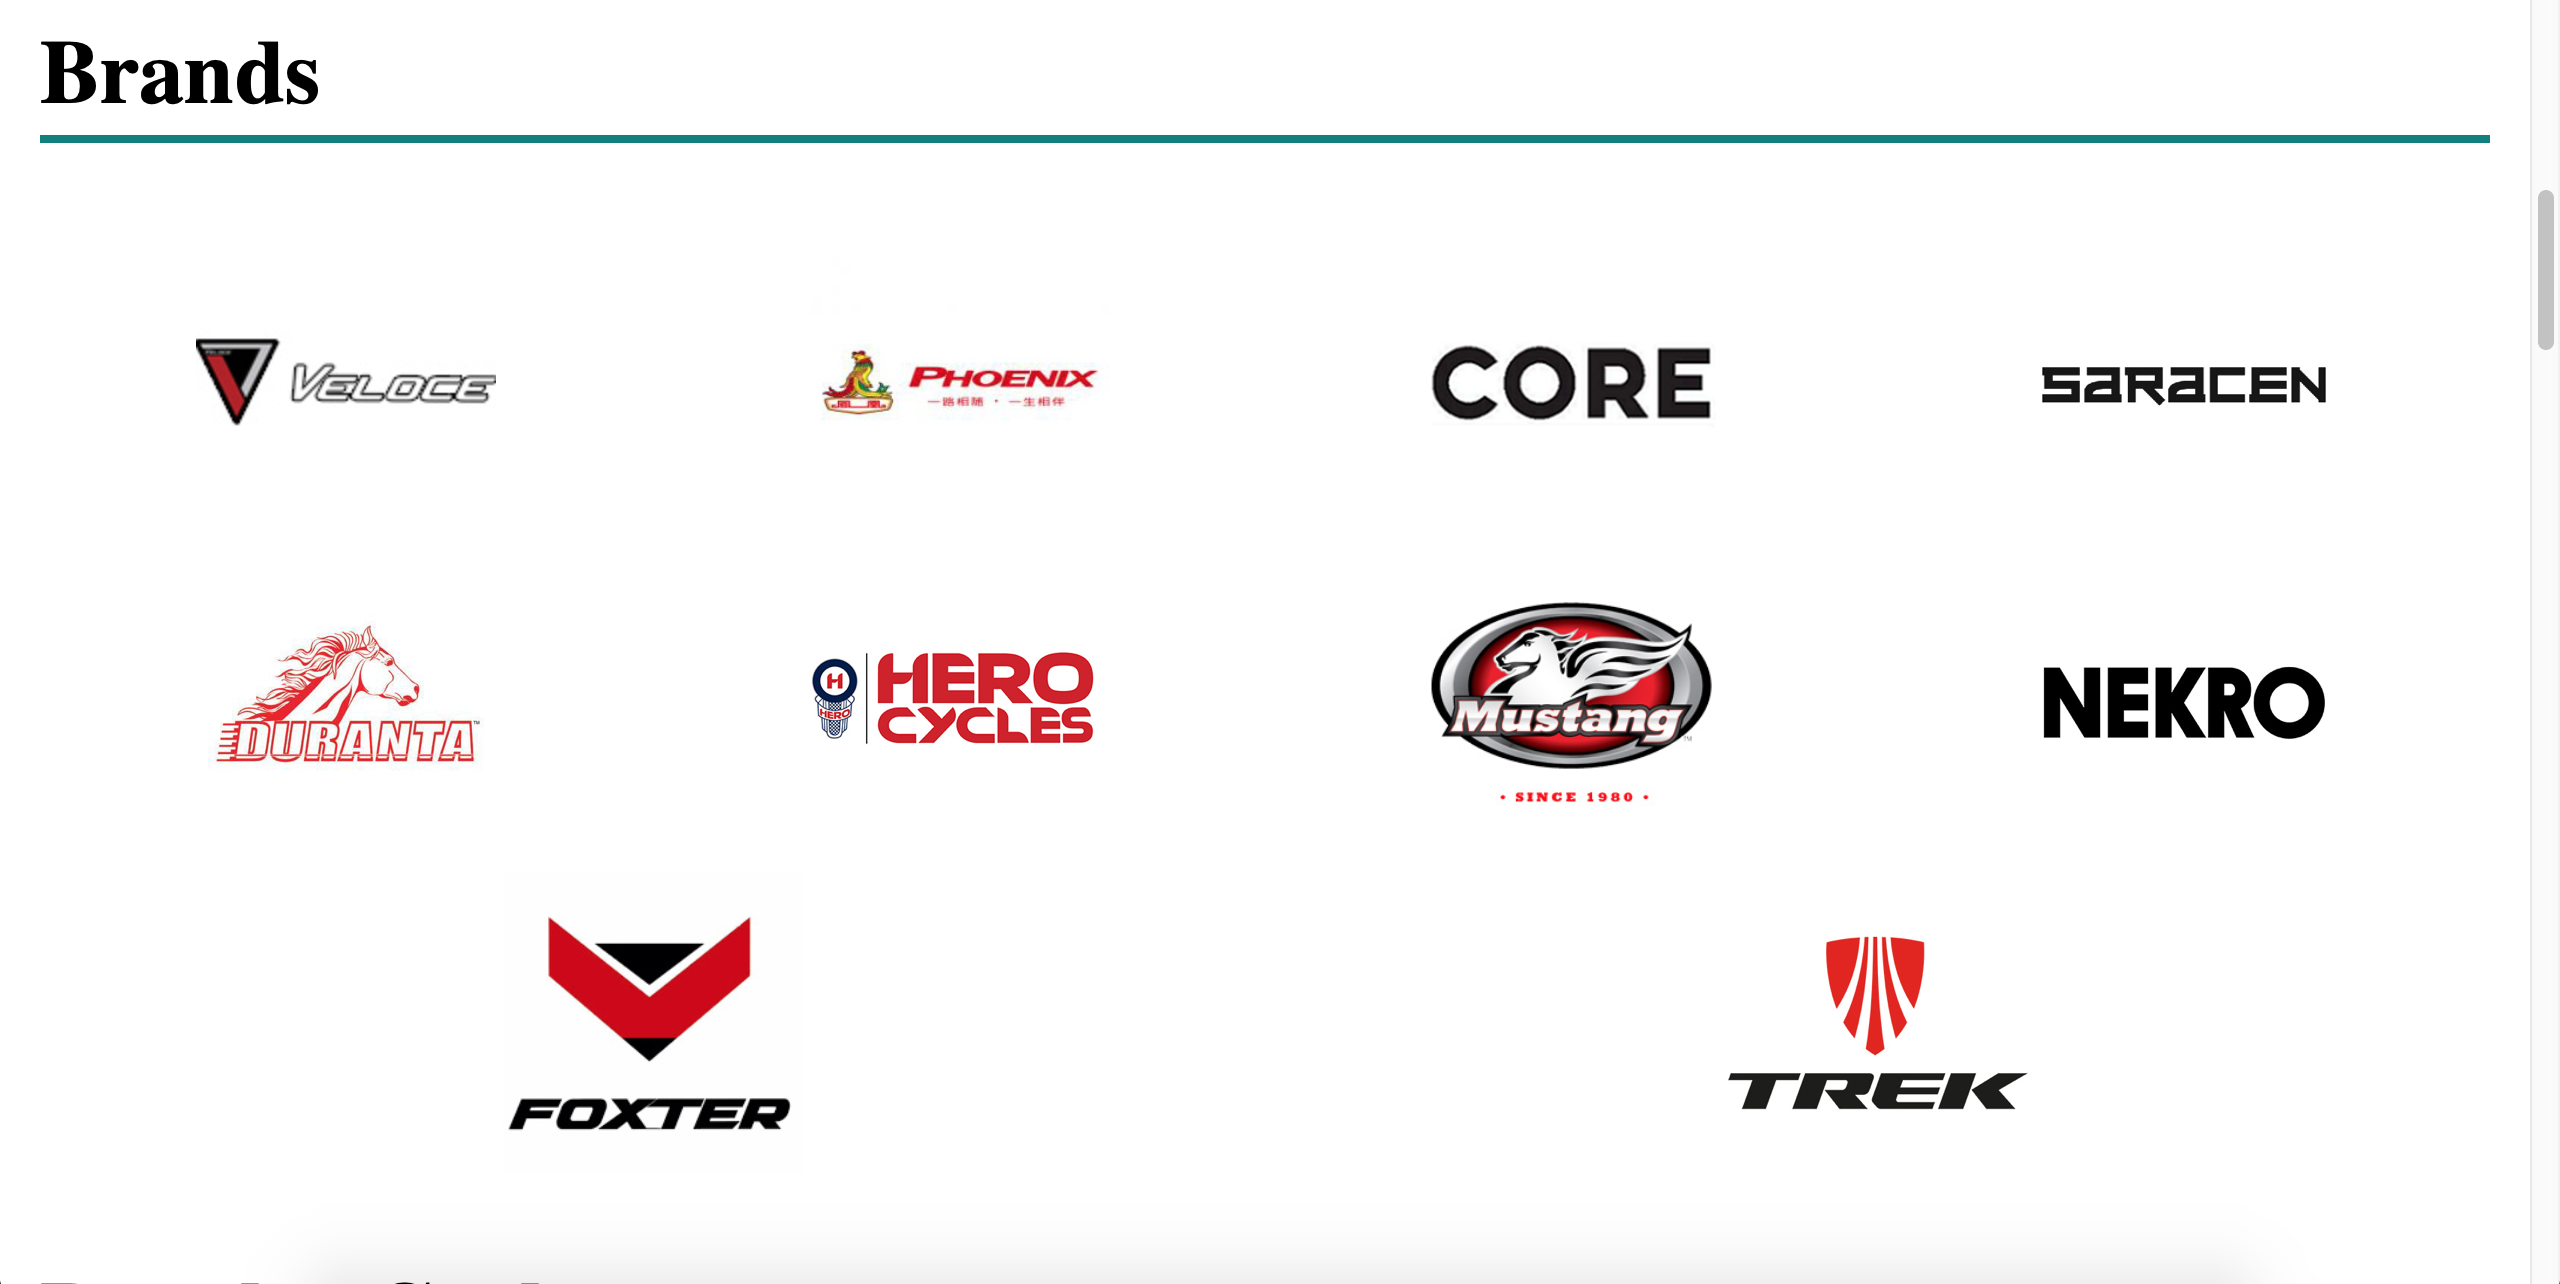 Brands
VELOCE
PHOENIX
一路相随 · 一生相伴
CORE
SARACEN
DURANTA™
H
HERO
HERO
CYCLES
Mustang
• SINCE 1980 •
NEKRO
FOXTER
TREK